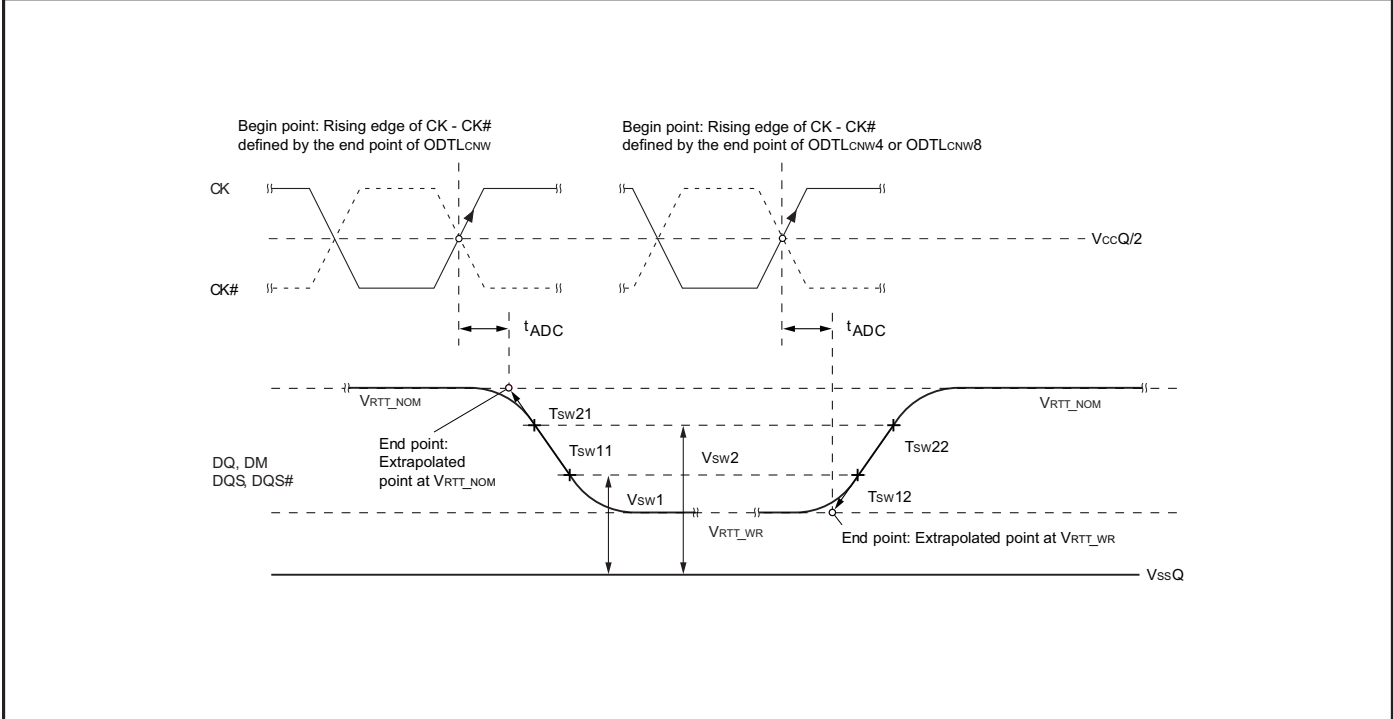 Begin point: Rising edge of CK - CK#
defined by the end point of ODTLCNW
Begin point: Rising edge of CK - CK#
defined by the end point of ODTLCNW4 or ODTLCNW8
CK
VCCQ/2
CK#
tADC
tADC
VRTT_NOM
VRTT_NOM
TSW21
End point:
Extrapolated
point at VRTT_NOM
TSW11
VSW2
TSW22
DQ, DM
DQS, DQS#
VSW1
TSW12
VRTT_WR
End point: Extrapolated point at VRTT_WR
VSSQ